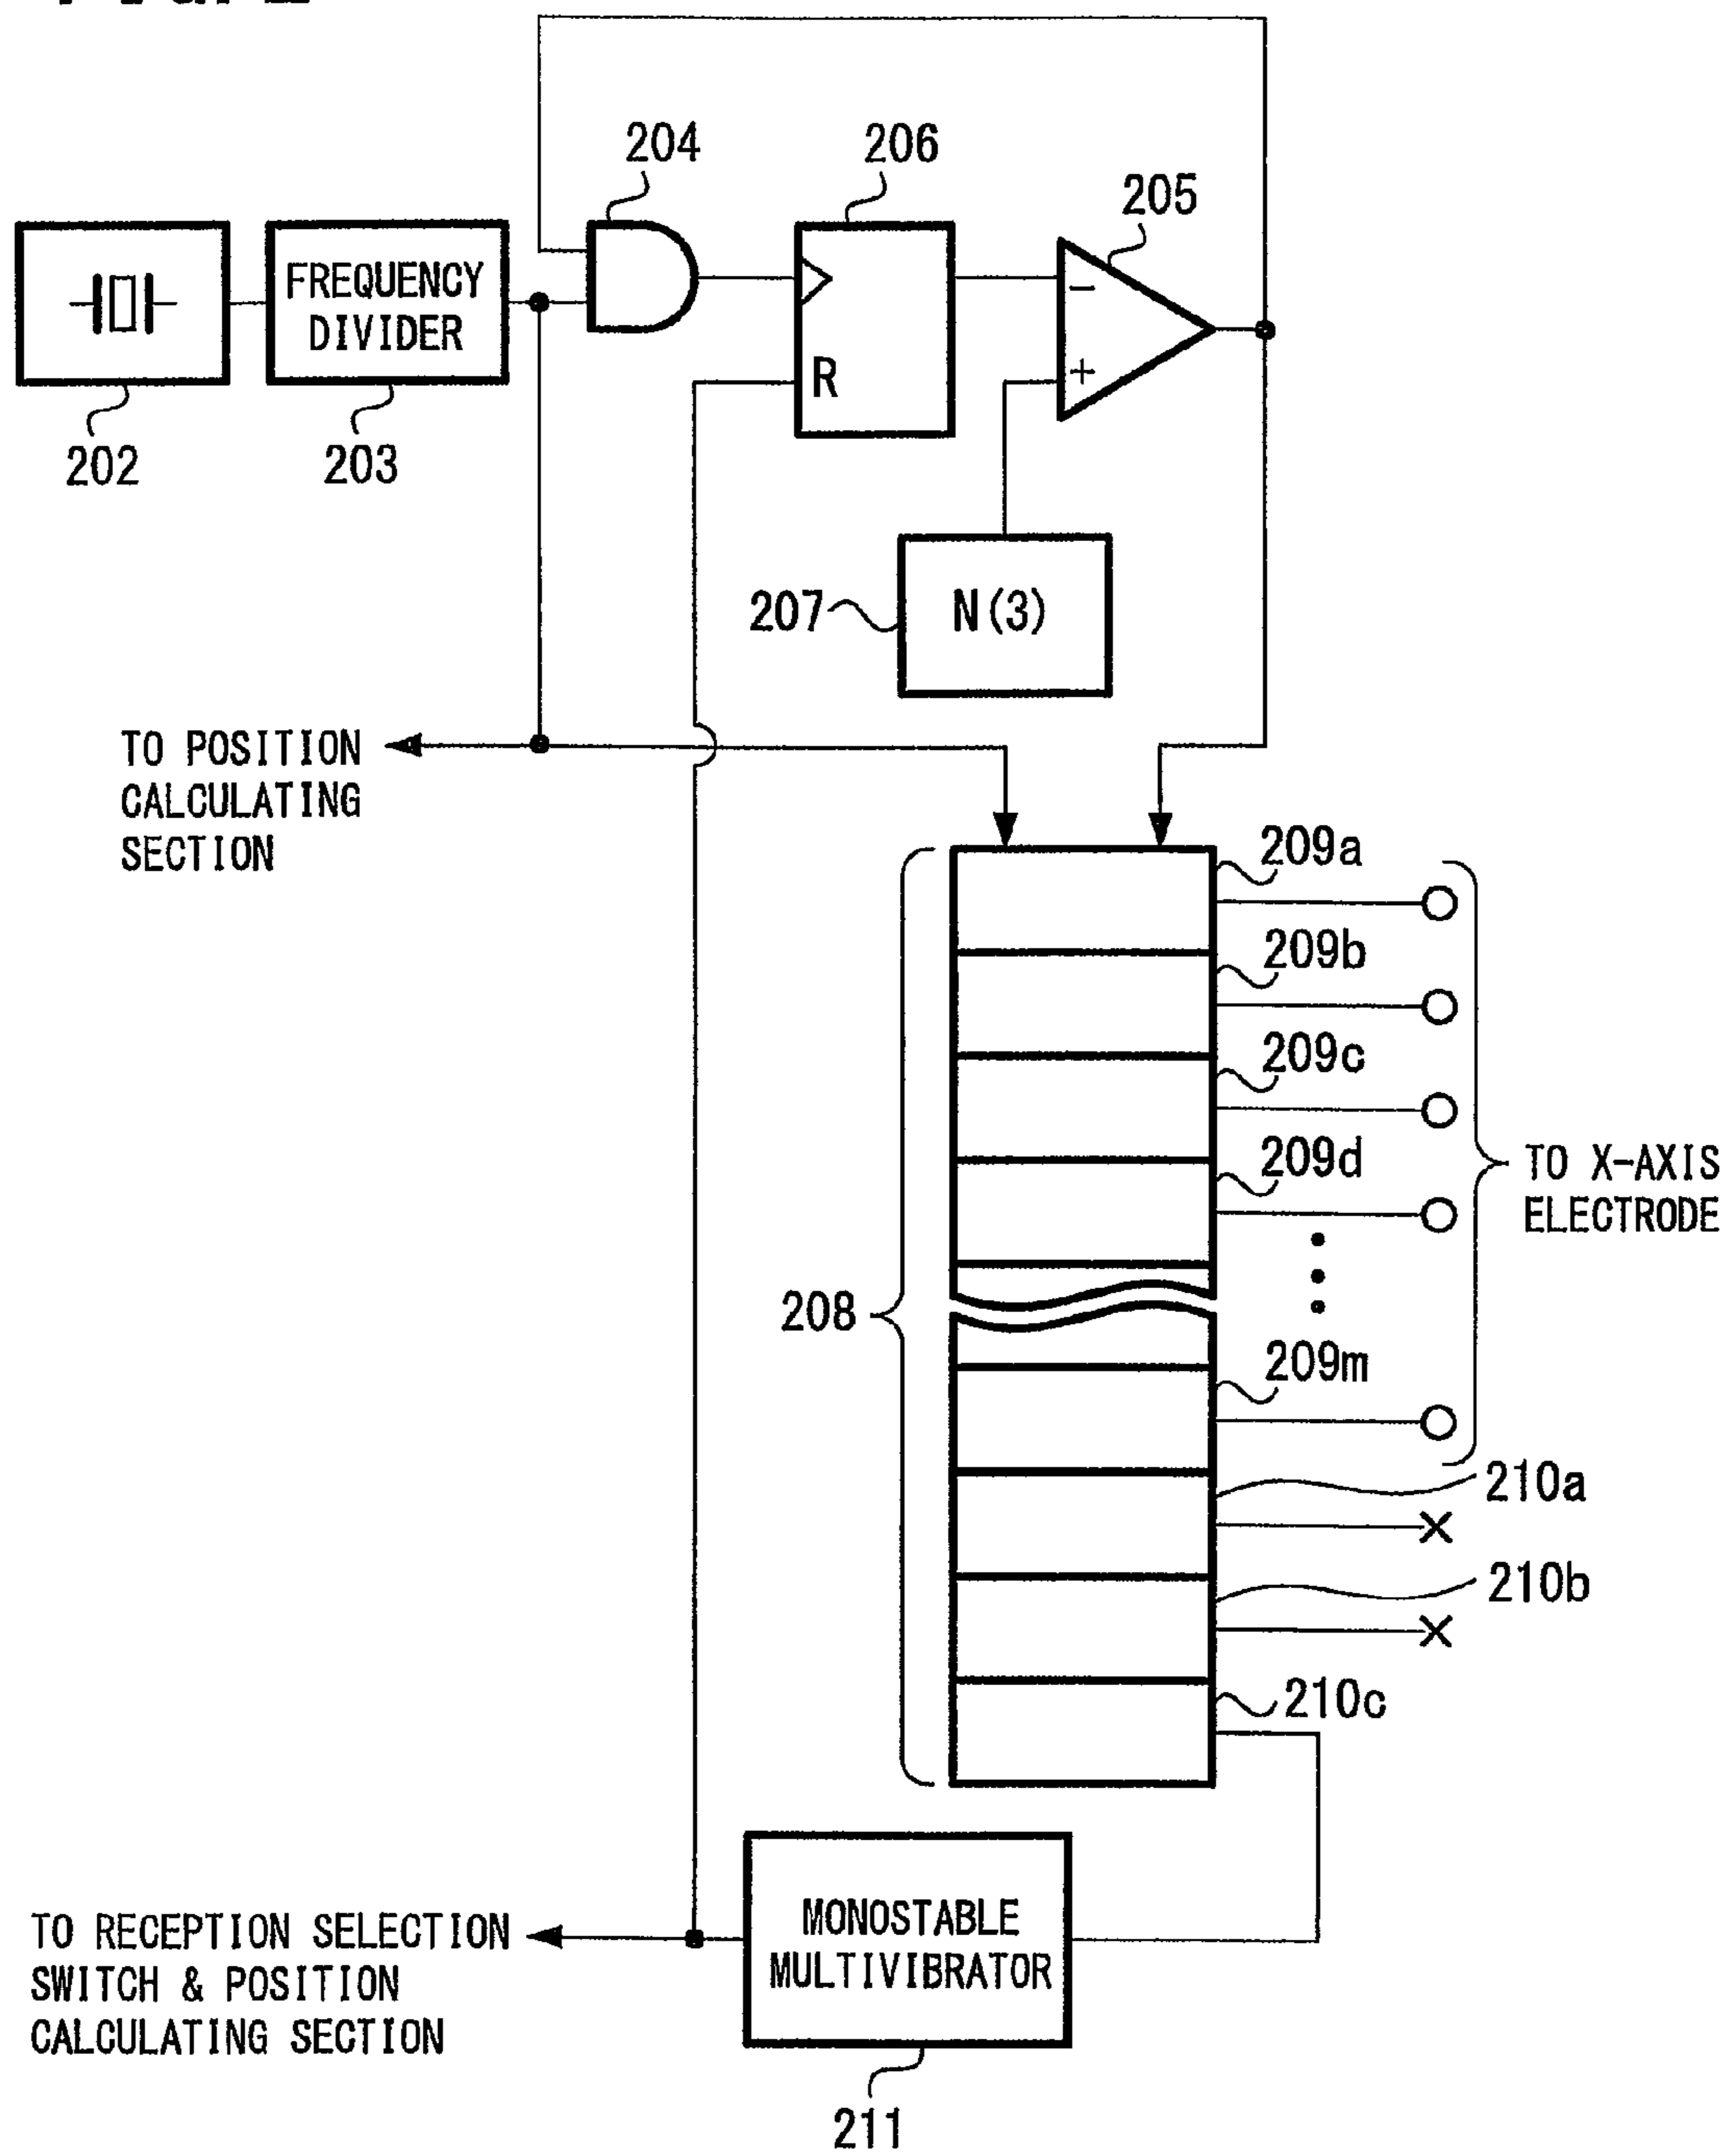 204
206
205
FREQUENCY
DIVIDER
−
+
R
202
203
207
N(3)
TO POSITION
CALCULATING
SECTION
209a
209b
209c
209d
TO X-AXIS
ELECTRODE
208
209m
210a
210b
210c
MONOSTABLE
MULTIVIBRATOR
TO RECEPTION SELECTION
SWITCH & POSITION
CALCULATING SECTION
211